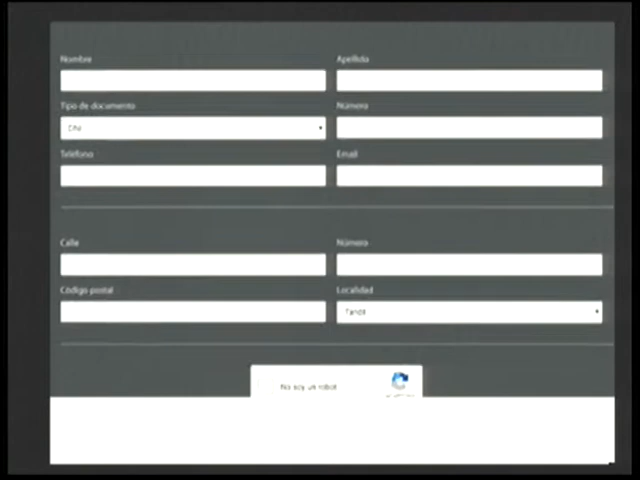 Nombre
Apellido
Tipo de documento
Número
DNI
Teléfono
Email
Calle
Número
Código postal
Localidad
Tandil
No soy un robot